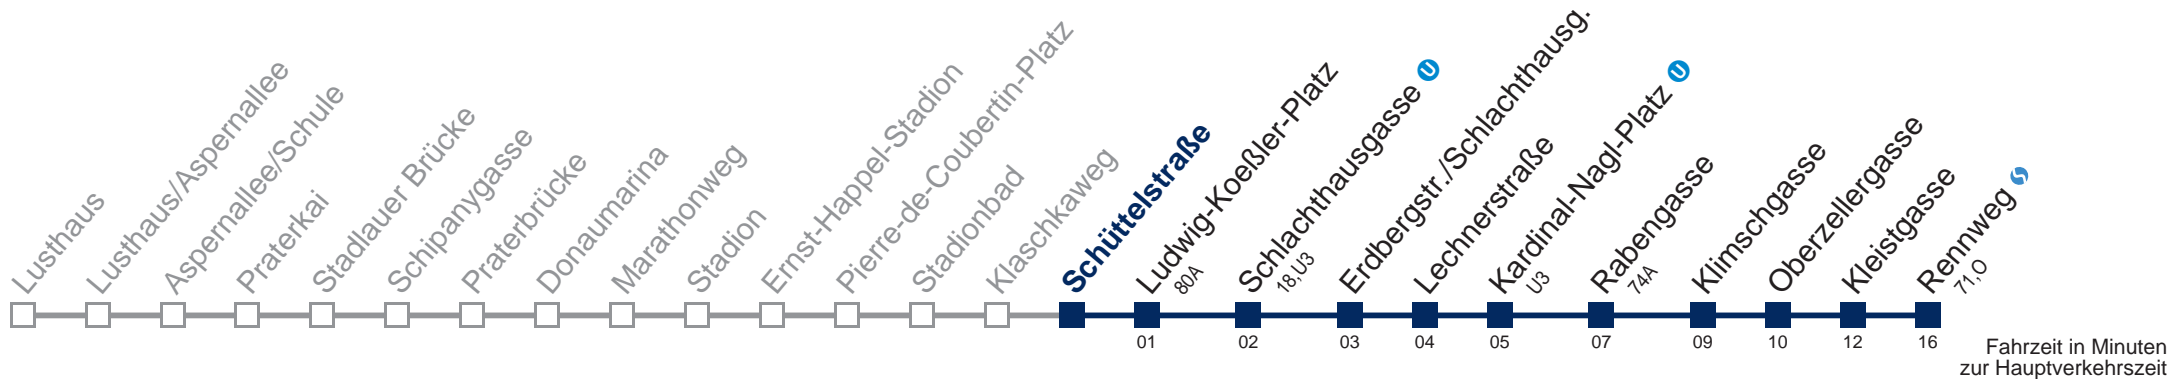 Lusthaus
Lusthaus/Aspernallee
Aspernallee/Schule
Praterkai
Stadlauer Brücke
Schipanygasse
Praterbrücke
Donaumarina
Marathonweg
Stadion
Ernst-Happel-Stadion
Pierre-de-Coubertin-Platz
Stadionbad
Klaschkaweg
Schüttelstraße
Ludwig-Koeßler-Platz
80A
Schlachthausgasse U
18,U3
Erdbergstr./Schlachthausg.
Lechnerstraße
Kardinal-Nagl-Platz U
U3
Rabengasse
74A
Klimschgasse
Oberzellergasse
Kleistgasse
Rennweg
71,O
01 02 03 04 05 07 09 10 12 16
Fahrzeit in Minuten
zur Hauptverkehrszeit